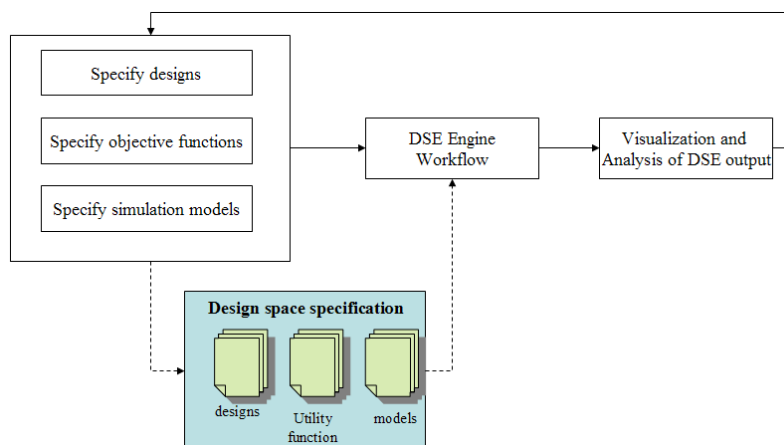 Specify designs
Specify objective functions
Specify simulation models
DSE Engine
Workflow
Visualization and
Analysis of DSE output
Design space specification
designs
Utility
function
models